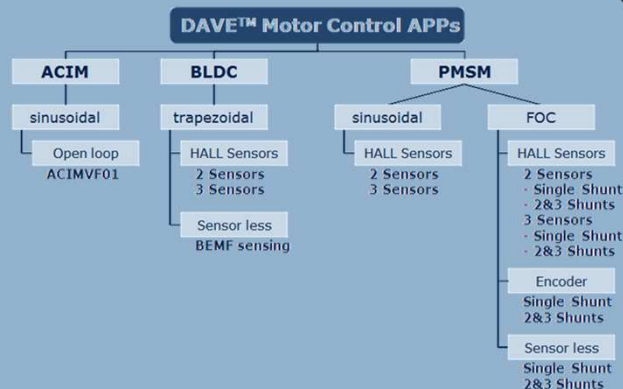 DAVE™ Motor Control APPs
ACIM
BLDC
PMSM
sinusoidal
trapezoidal
sinusoidal
FOC
Open loop
ACIMVF01
HALL Sensors
2 Sensors
3 Sensors
Sensor less
BEMF sensing
HALL Sensors
2 Sensors
3 Sensors
HALL Sensors
2 Sensors
· Single Shunt
· 2&3 Shunts
3 Sensors
· Single Shunt
· 2&3 Shunts
Encoder
Single Shunt
2&3 Shunts
Sensor less
Single Shunt
2&3 Shunts